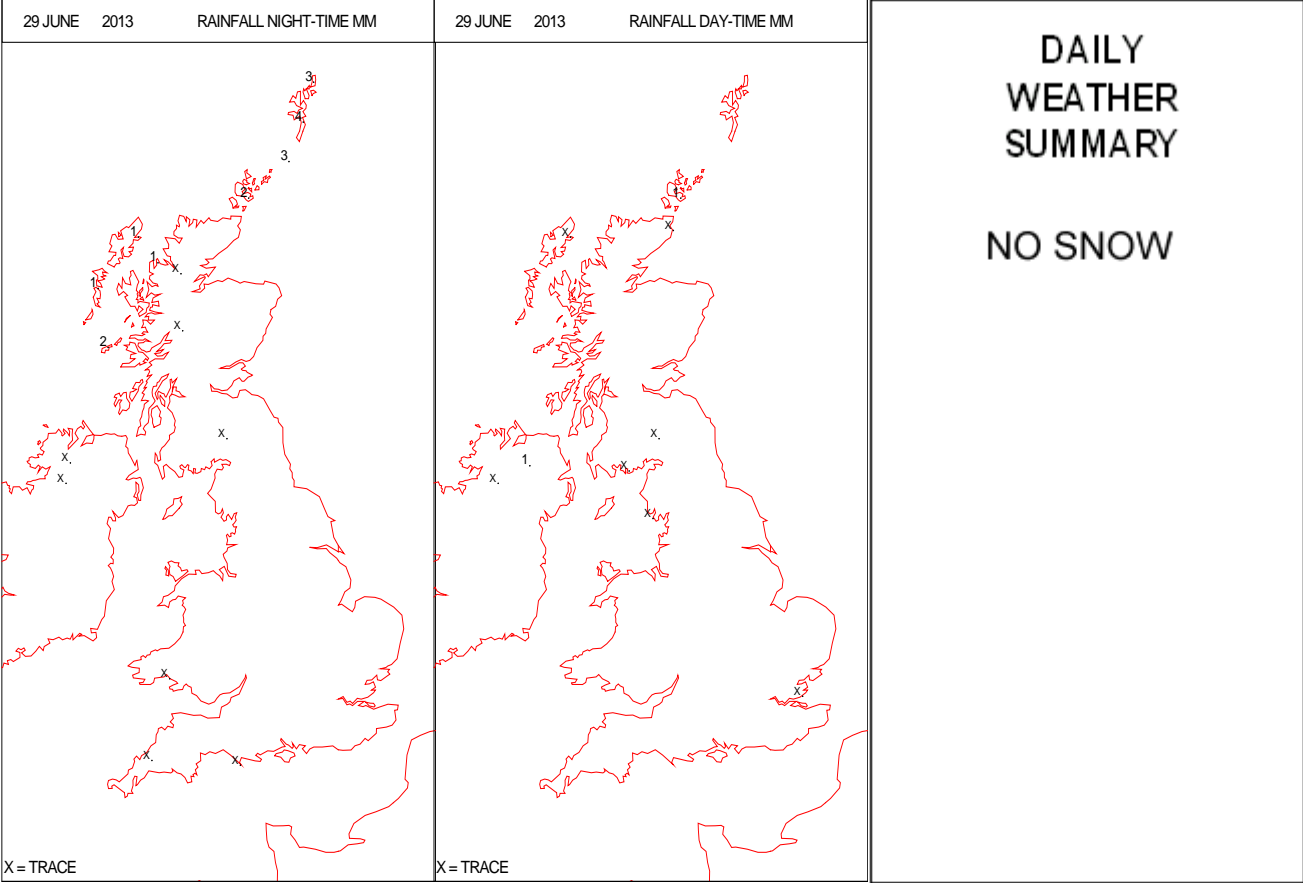 29 JUNE 2013 RAINFALL NIGHT-TIME MM
3
4
3
2
1
1
X
1
X
2
X
X
X
X
X
X
X = TRACE
29 JUNE 2013 RAINFALL DAY-TIME MM
1
X
X
X
1
X
X
X
X
X = TRACE
DAILY
WEATHER
SUMMARY
NO SNOW